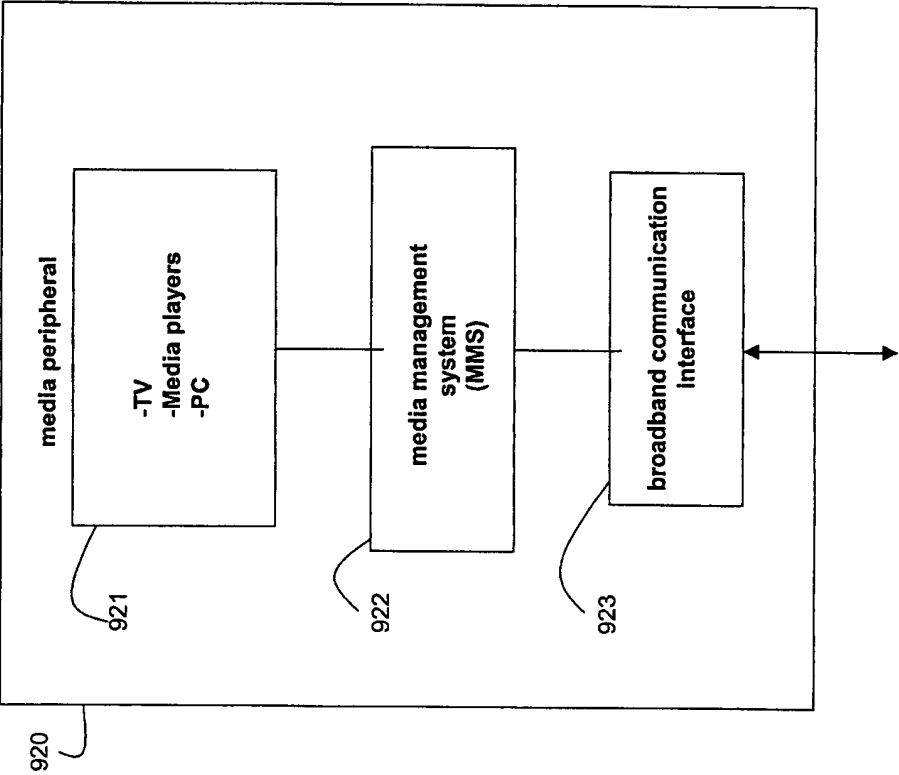 media peripheral
-TV
-Media players
-PC
media management
system
(MMS)
broadband communication
interface
921
922
923
920